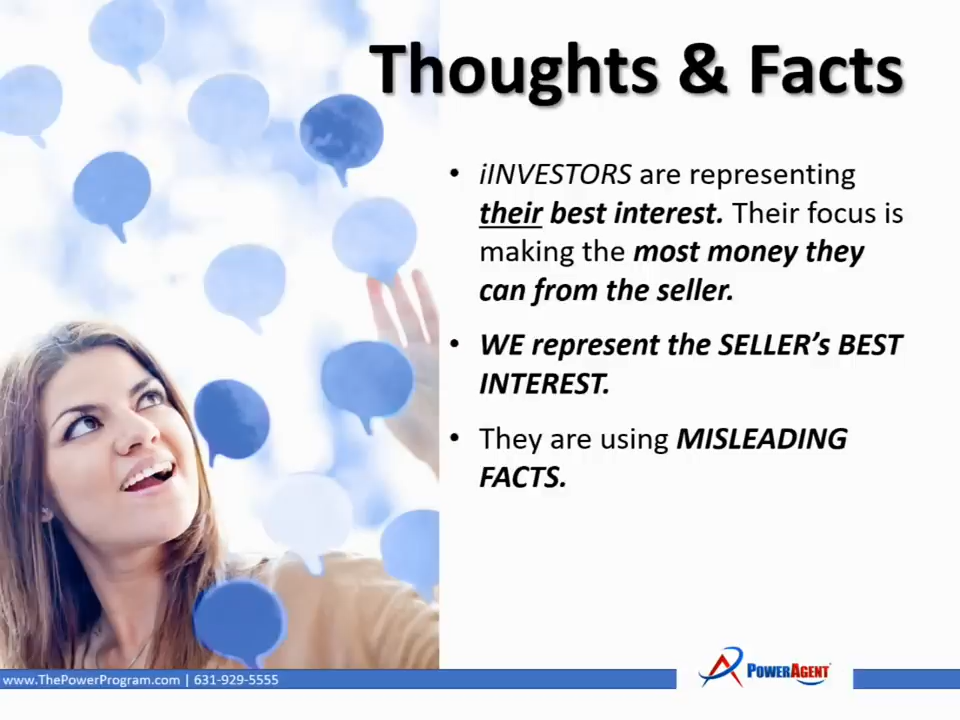 Thoughts & Facts
• iINVESTORS are representing
their best interest. Their focus is
making the most money they
can from the seller.
• WE represent the SELLER’s BEST
INTEREST.
• They are using MISLEADING
FACTS.
www.ThePowerProgram.com | 631-929-5555
POWERAGENT